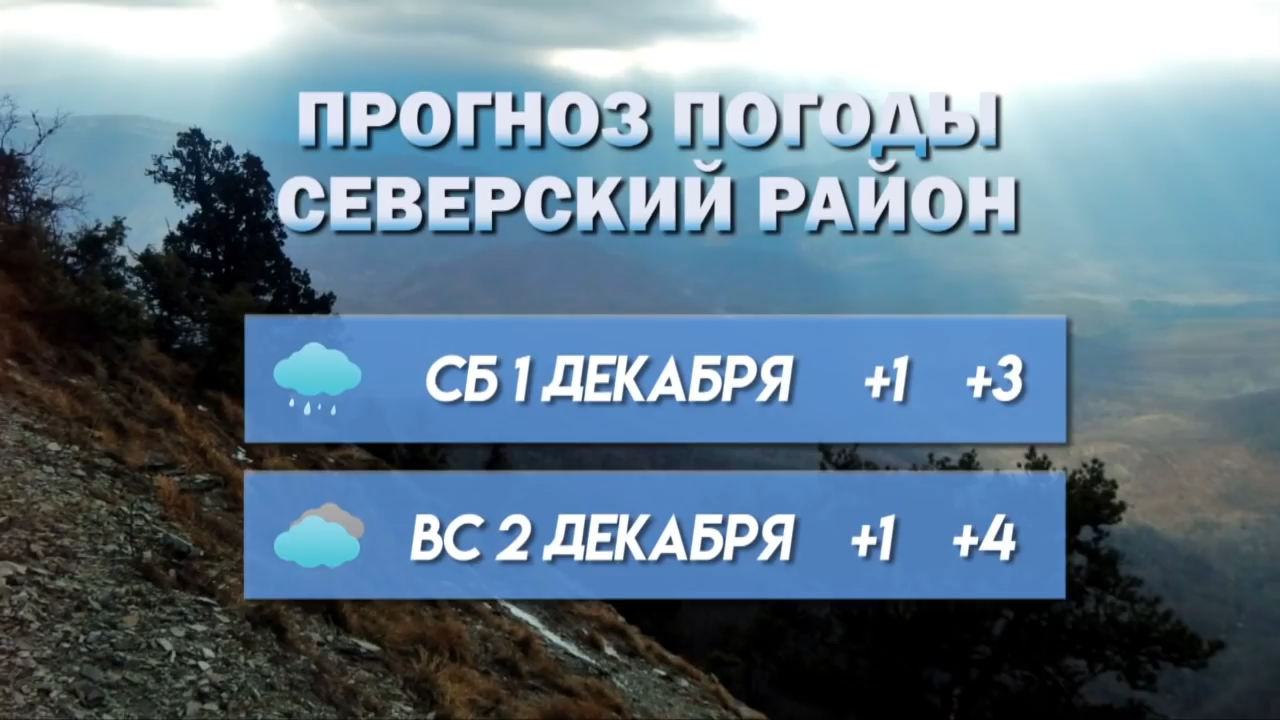 ПРОГНОЗ ПОГОДЫ
СЕВЕРСКИЙ РАЙОН
СБ 1 ДЕКАБРЯ +1 +3
ВС 2 ДЕКАБРЯ +1 +4